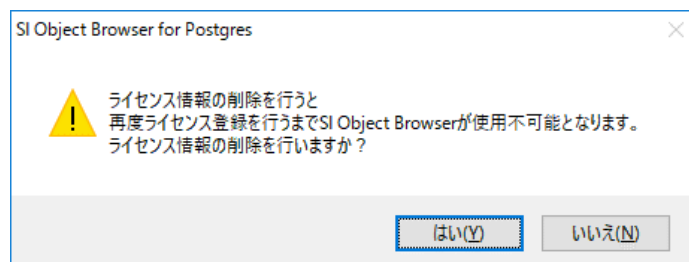 SI Object Browser for Postgres
ライセンス情報の削除を行うと
再度ライセンス登録を行うまでSI Object Browserが使用不可能となります。
ライセンス情報の削除を行いますか？
はい(Y) いいえ(N)